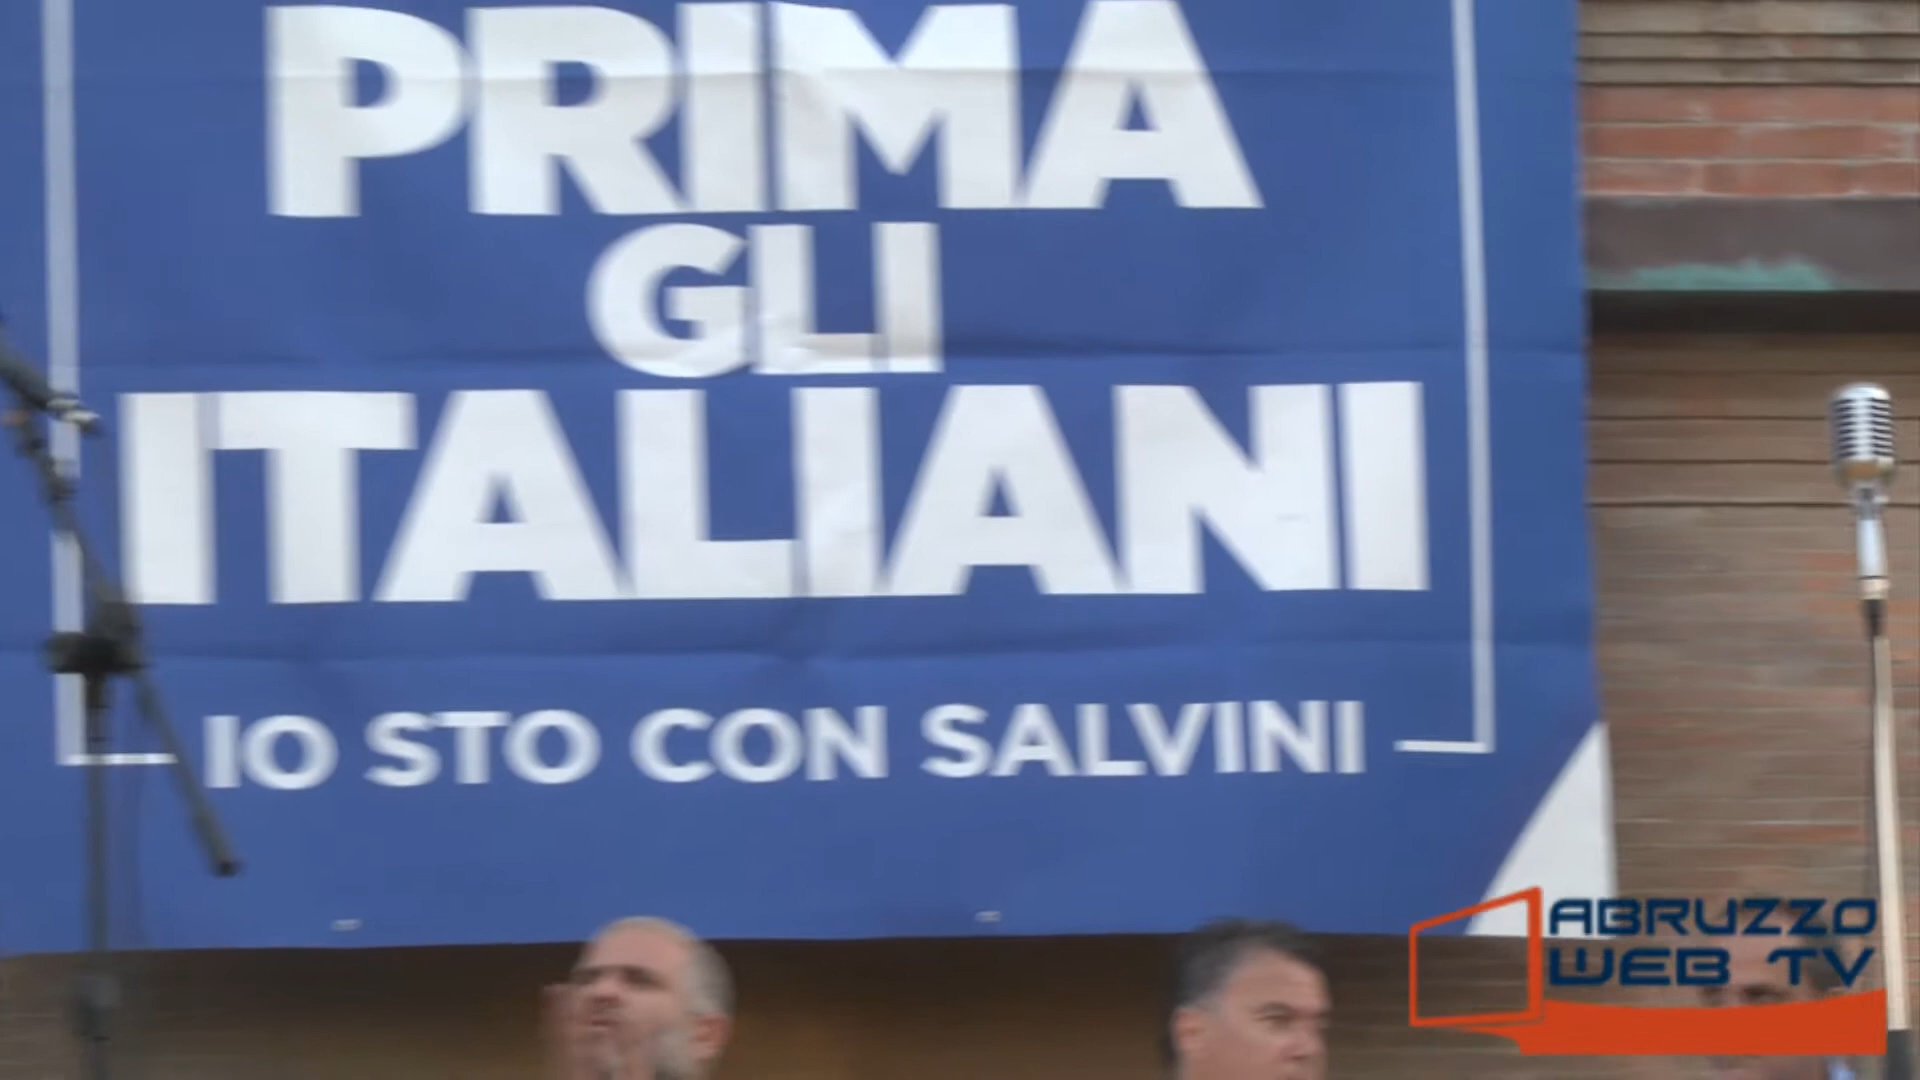 PRIMA
GLI
ITALIANI
IO STO CON SALVINI
ABRUZZO
WEB TV